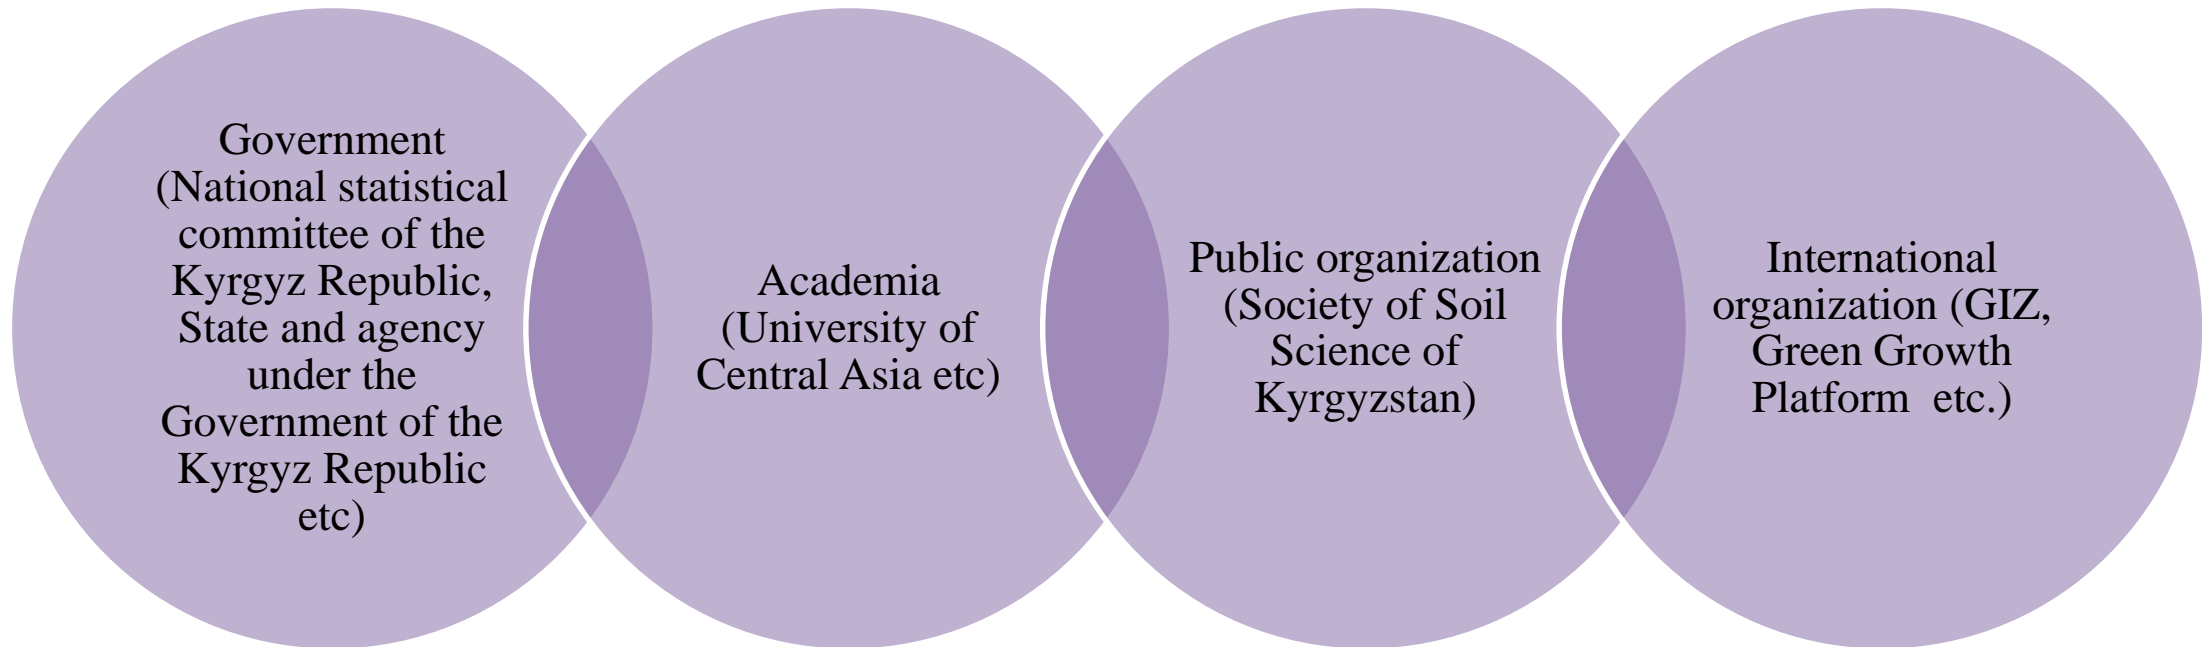 Government
(National statistical
committee of the
Kyrgyz Republic,
State and agency
under the
Government of the
Kyrgyz Republic
etc)
Academia
(University of
Central Asia etc)
Public organization
(Society of Soil
Science of
Kyrgyzstan)
International
organization (GIZ,
Green Growth
Platform  etc.)